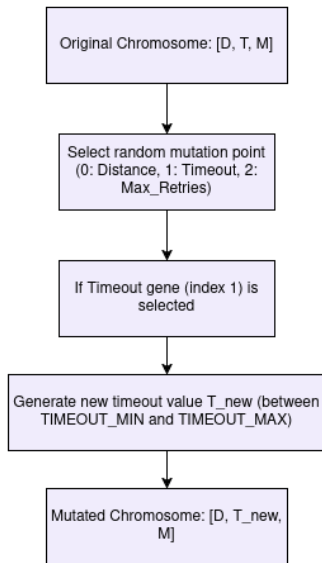 Original Chromosome: [D, T, M]
Select random mutation point
(0: Distance, 1: Timeout, 2:
Max_Retries)
If Timeout gene (index 1) is
selected
Generate new timeout value T_new (between
TIMEOUT_MIN and TIMEOUT_MAX)
Mutated Chromosome: [D, T_new,
M]